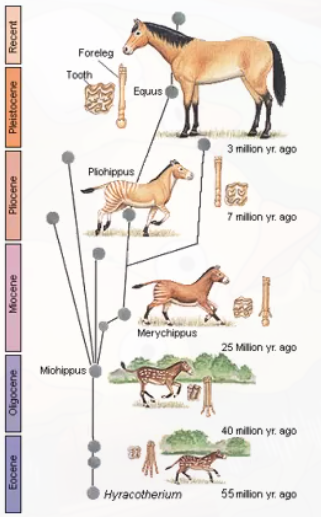 Recent
Foreleg
Tooth
Equus
Pleistocene
3 million yr. ago
Pliohippus
Pliocene
7 million yr. ago
Miocene
Merychippus
25 Million yr. ago
Miohippus
Oligocene
40 million yr. ago
Eocene
Hyracotherium
55 million yr. ago